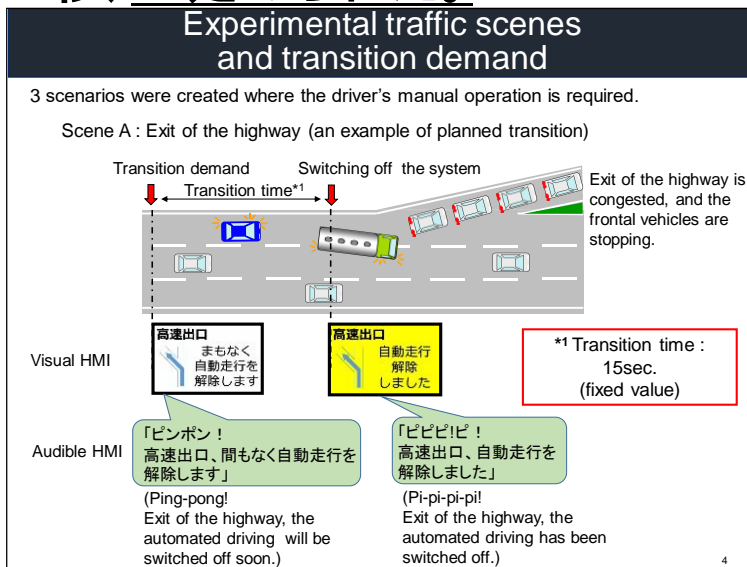 Experimental traffic scenes
and transition demand
3 scenarios were created where the driver's manual operation is required.
Scene A : Exit of the highway (an example of planned transition)
Transition demand
Switching off the system
Transition time*1
Exit of the highway is
congested, and the
frontal vehicles are
stopping.
Visual HMI
高速出口
まもなく
自動走行を
解除します
高速出口
自動走行
解除
しました
*1 Transition time :
15sec.
(fixed value)
Audible HMI
「ピンポン！
高速出口、間もなく自動走行を
解除します」
「ピピピ!ピ！
高速出口、自動走行を
解除しました」
(Ping-pong!
Exit of the highway, the
automated driving will be
switched off soon.)
(Pi-pi-pi-pi!
Exit of the highway, the
automated driving has been
switched off.)
4